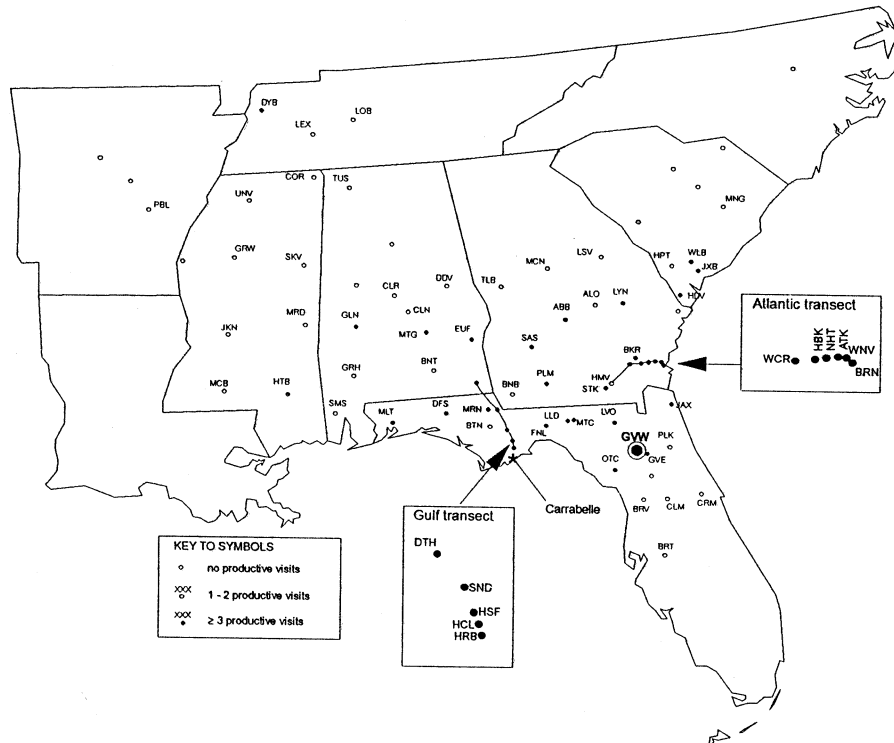 DYB
LOB
LEX
COR
TUS
UNV
PBL
MNG
GRW
SKV
MCN
LSV
HPT
WLB
JXB
DDV
TLB
CLR
HDV
ALO
LYN
ABB
GLN
CLN
MTG
EUF
JKN
MRD
SAS
BKR
GRH
BNT
PLM
HMV
STK
MCB
HTB
BNB
SMS
MLT
DFS
MRN
BTN
FNL
LLD
MTC
LVO
JAX
GVW
PLK
OTC
GVE
BRV
CLM
CRM
BRT
Carrabelle
Atlantic transect
WCR
HBK
NHT
ATK
WNV
BRN
Gulf transect
DTH
SND
HSF
HCL
HRB
KEY TO SYMBOLS
no productive visits
XXX
1 - 2 productive visits
XXX
≥ 3 productive visits